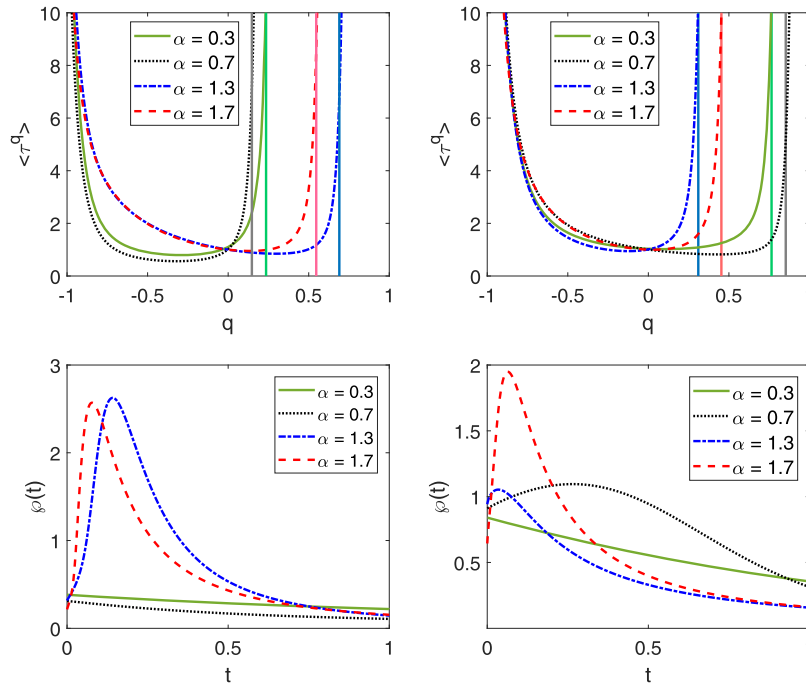 10
8
6
4
2
0
<τ^q>
α = 0.3
α = 0.7
α = 1.3
α = 1.7
-1
-0.5
0
0.5
1
q
10
8
6
4
2
0
<τ^q>
α = 0.3
α = 0.7
α = 1.3
α = 1.7
-1
-0.5
0
0.5
q
3
2
1
0
℘(t)
α = 0.3
α = 0.7
α = 1.3
α = 1.7
0
0.5
1
t
2
1.5
1
0.5
℘(t)
α = 0.3
α = 0.7
α = 1.3
α = 1.7
0
0.5
t